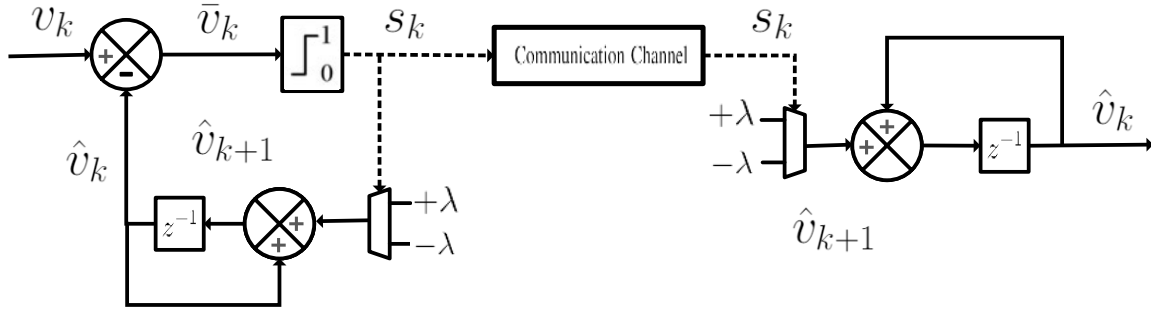 v_k
+
-
v̄_k
1
0
s_k
Communication Channel
s_k
+λ
-λ
+
+
z⁻¹
v̂_k
v̂_{k+1}
v̂_k
v̂_{k+1}
z⁻¹
+
+
+λ
-λ